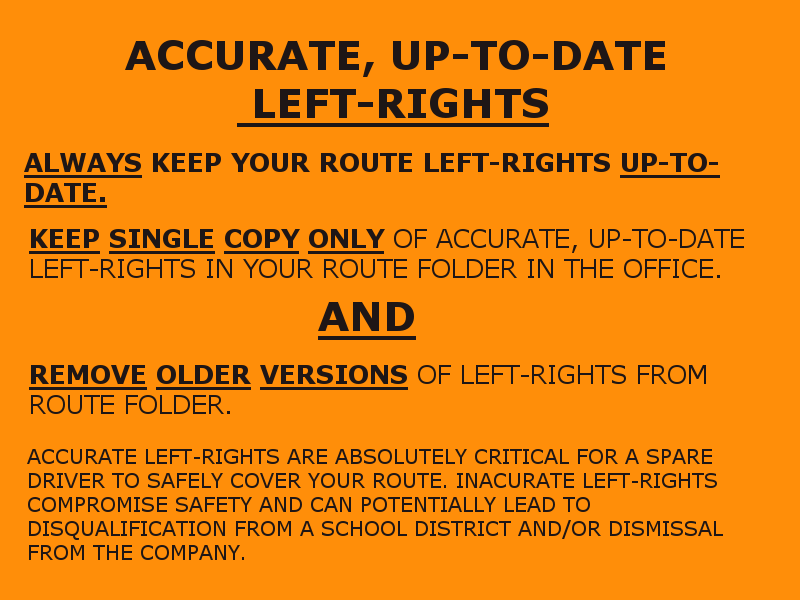 ACCURATE, UP-TO-DATE
LEFT-RIGHTS
ALWAYS KEEP YOUR ROUTE LEFT-RIGHTS UP-TO-
DATE.
KEEP SINGLE COPY ONLY OF ACCURATE, UP-TO-DATE
LEFT-RIGHTS IN YOUR ROUTE FOLDER IN THE OFFICE.
AND
REMOVE OLDER VERSIONS OF LEFT-RIGHTS FROM
ROUTE FOLDER.
ACCURATE LEFT-RIGHTS ARE ABSOLUTELY CRITICAL FOR A SPARE
DRIVER TO SAFELY COVER YOUR ROUTE. INACURATE LEFT-RIGHTS
COMPROMISE SAFETY AND CAN POTENTIALLY LEAD TO
DISQUALIFICATION FROM A SCHOOL DISTRICT AND/OR DISMISSAL
FROM THE COMPANY.